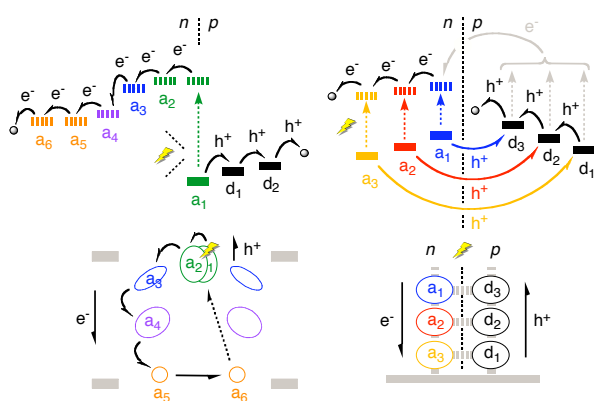 n p
e⁻
e⁻
e⁻
e⁻
e⁻
a₆ a₅ a₄ a₃ a₂
h⁺
h⁺
h⁺
a₁ d₁ d₂
n p
e⁻
e⁻
e⁻
e⁻
h⁺
h⁺
h⁺
a₃ a₂ a₁ d₃ d₂ d₁
h⁺
h⁺
h⁺
a₂ ₁ h⁺
a₃
e⁻ a₄
a₅ a₆
n p
a₁ d₃
e⁻ a₂ d₂ h⁺
a₃ d₁